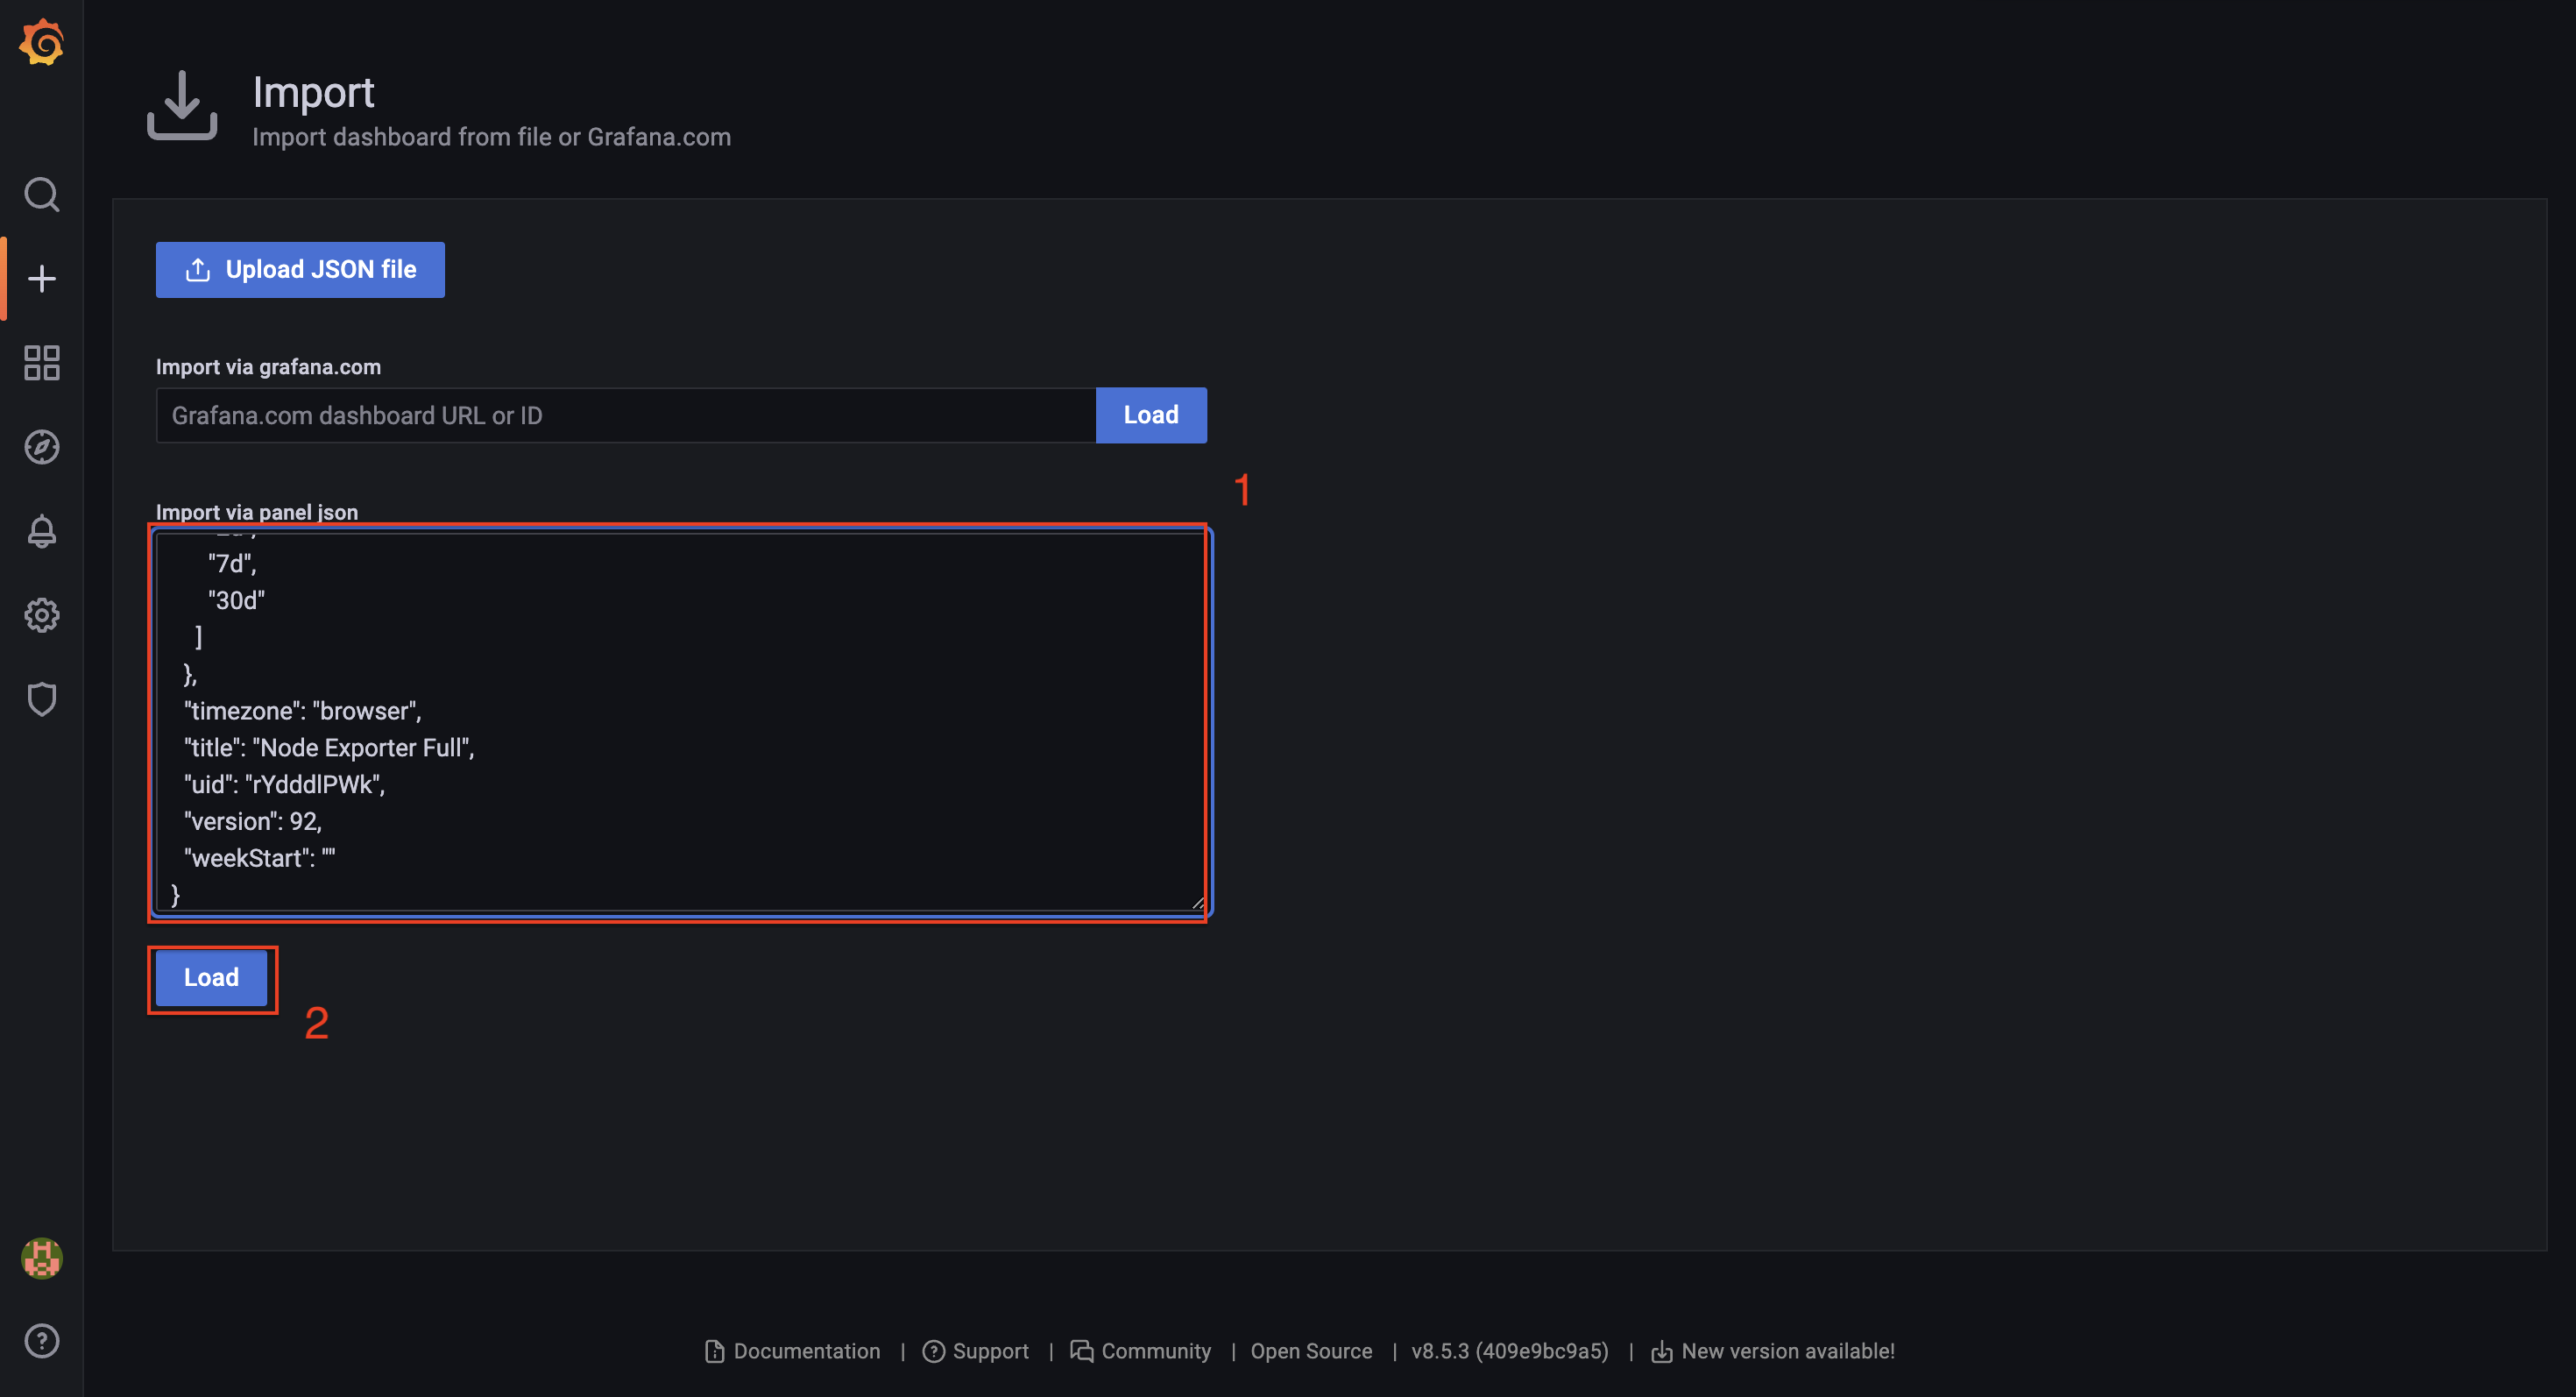 Import
Import dashboard from file or Grafana.com
Upload JSON file
Import via grafana.com
Grafana.com dashboard URL or ID
Load
1
Import via panel json
"7d",
"30d"
]
},
"timezone": "browser",
"title": "Node Exporter Full",
"uid": "rYdddlPWk",
"version": 92,
"weekStart": ""
}
Load
2
Documentation | Support | Community | Open Source | v8.5.3 (409e9bc9a5) | New version available!